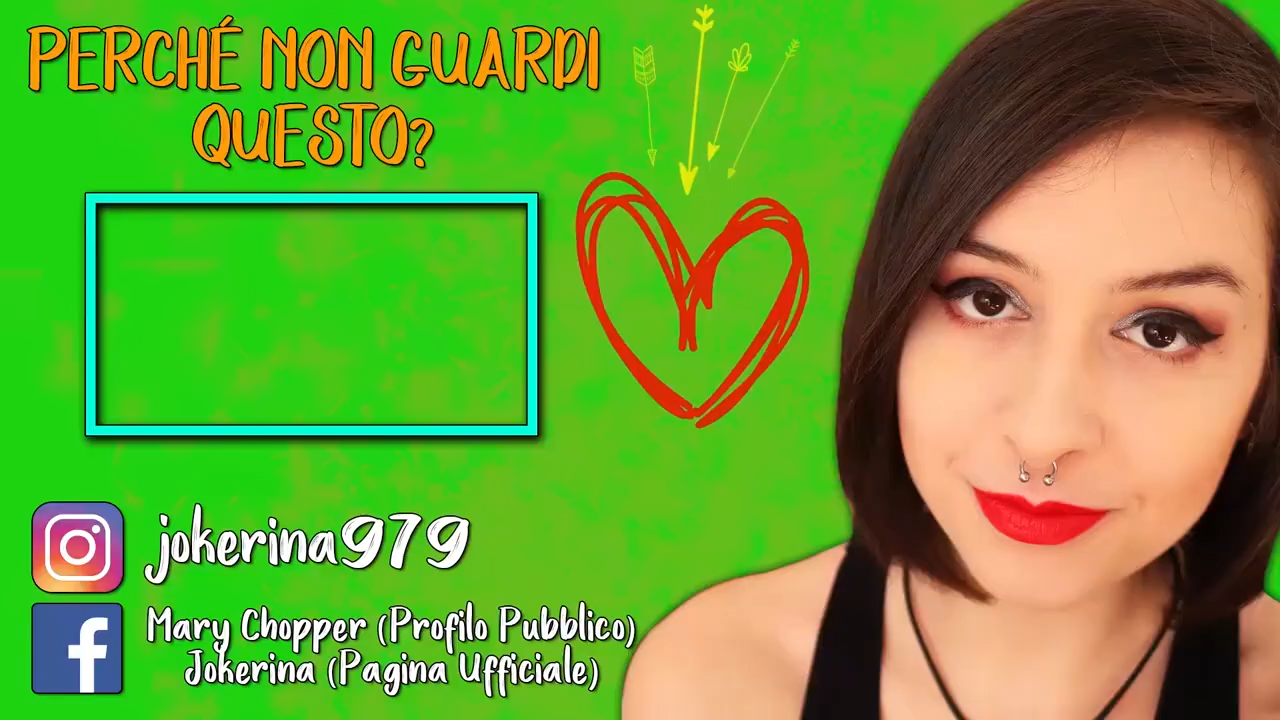 PERCHÉ NON GUARDI
QUESTO?
jokerina979
Mary Chopper (Profilo Pubblico)
Jokerina (Pagina Ufficiale)